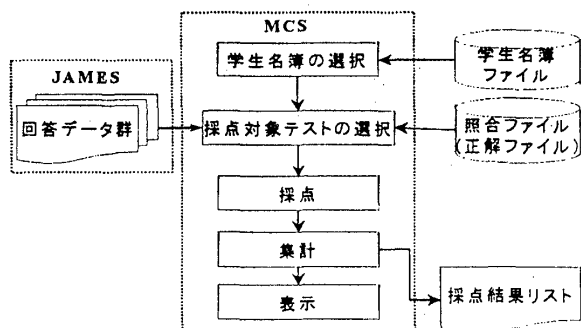 MCS
学生名簿の選択
学生名簿
ファイル
JAMES
回答データ群
採点対象テストの選択
照合ファイル
(正解ファイル)
採点
集計
表示
採点結果リスト